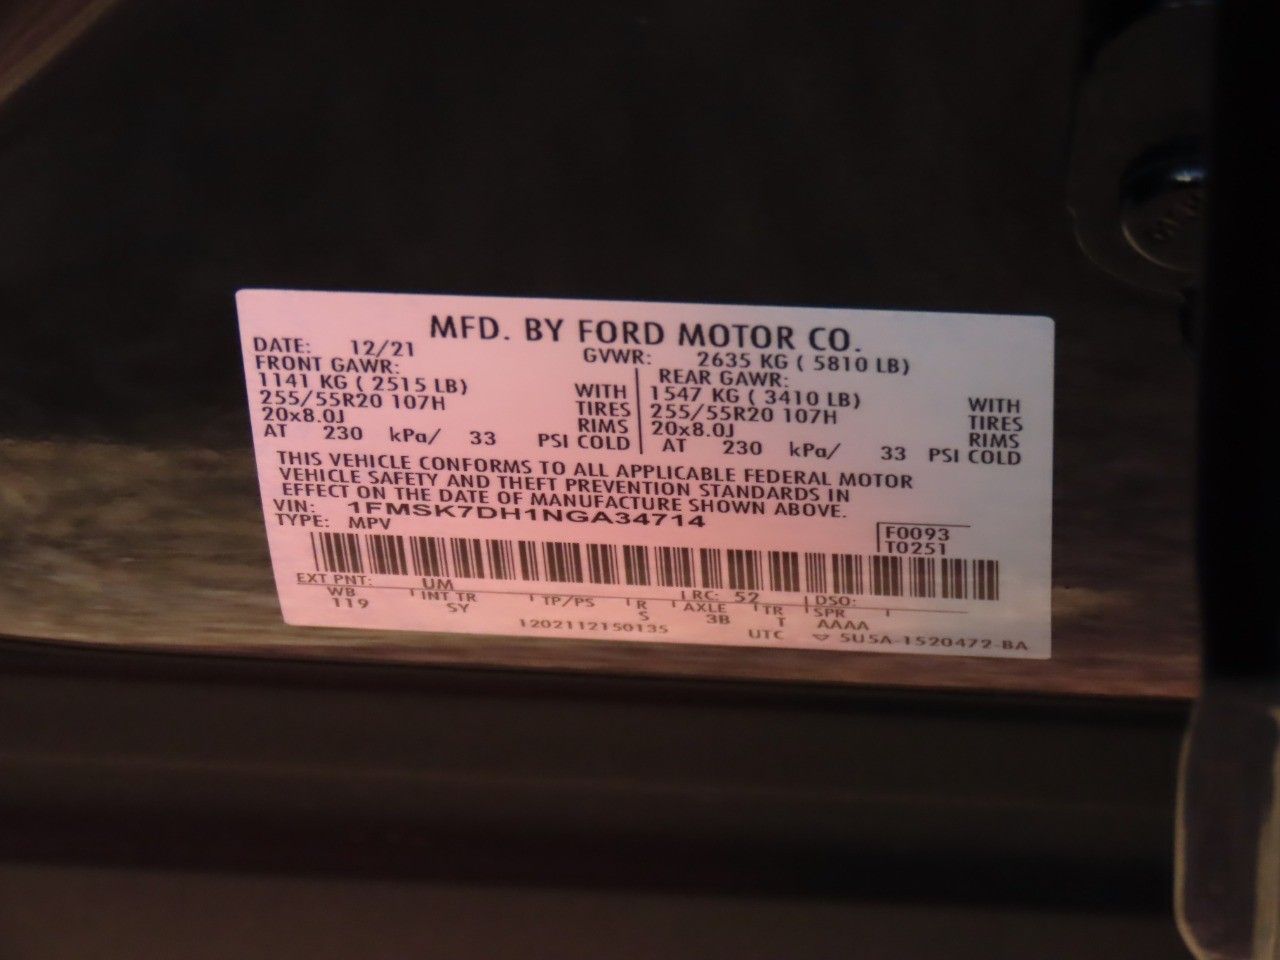 MFD. BY FORD MOTOR CO.
DATE: 12/21 GVWR: 2635 KG ( 5810 LB)
FRONT GAWR: REAR GAWR:
1141 KG ( 2515 LB) WITH 1547 KG ( 3410 LB) WITH
255/55R20 107H TIRES 255/55R20 107H TIRES
20x8.0J RIMS 20x8.0J RIMS
AT 230 kPa/ 33 PSI COLD AT 230 kPa/ 33 PSI COLD
THIS VEHICLE CONFORMS TO ALL APPLICABLE FEDERAL MOTOR
VEHICLE SAFETY AND THEFT PREVENTION STANDARDS IN
EFFECT ON THE DATE OF MANUFACTURE SHOWN ABOVE.
VIN: 1FMSK7DH1NGA34714
TYPE: MPV F0093
T0251
EXT PNT: UM RC: 52 DSO:
WB INT TR TP/PS R AXLE TR SPR
119 SY S 3B T AAAA
1202112150135 UTC ▽ 5U5A-1520472-BA